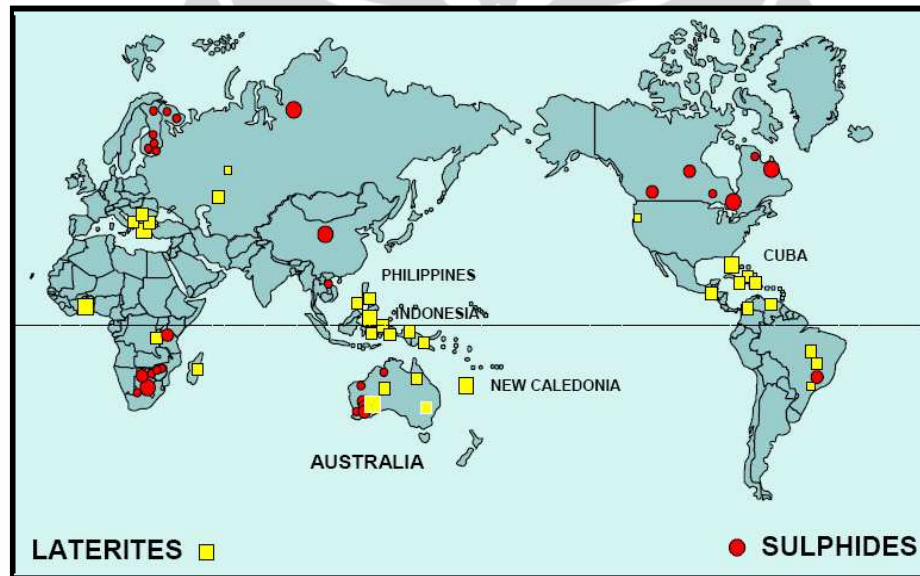 PHILIPPINES
CUBA
INDONESIA
NEW CALEDONIA
AUSTRALIA
LATERITES
SULPHIDES